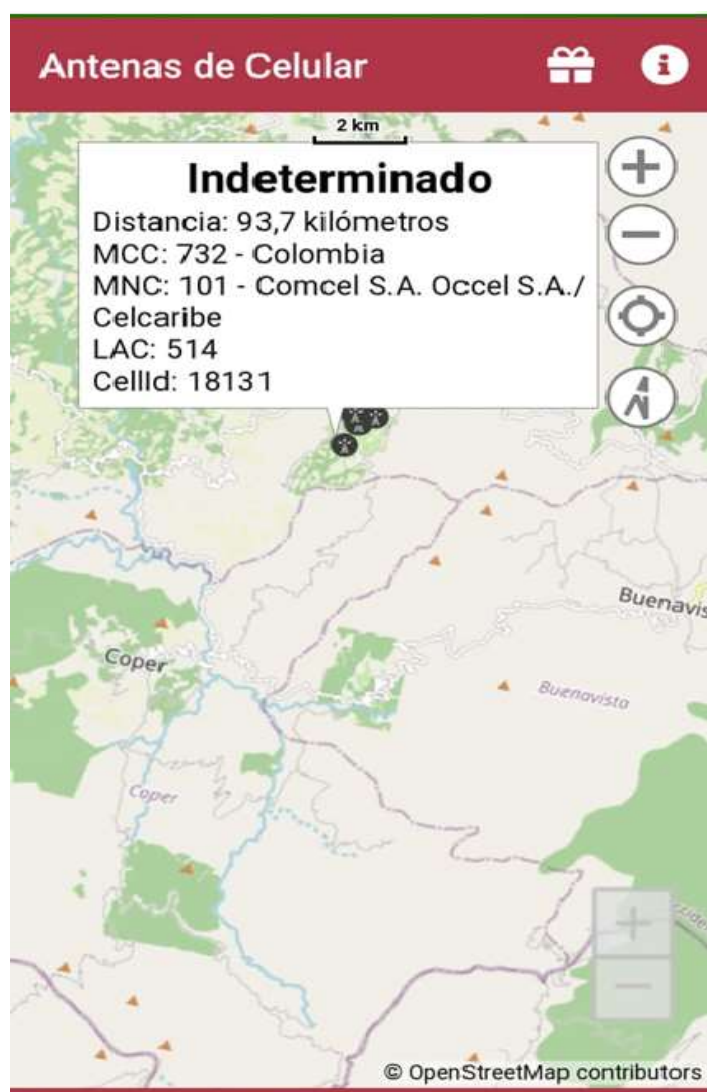 Antenas de Celular
2 km
Indeterminado
Distancia: 93,7 kilómetros
MCC: 732 - Colombia
MNC: 101 - Comcel S.A. Occel S.A./
Celcaribe
LAC: 514
CellId: 18131
Buenavis
Coper
Buenavista
Coper
© OpenStreetMap contributors